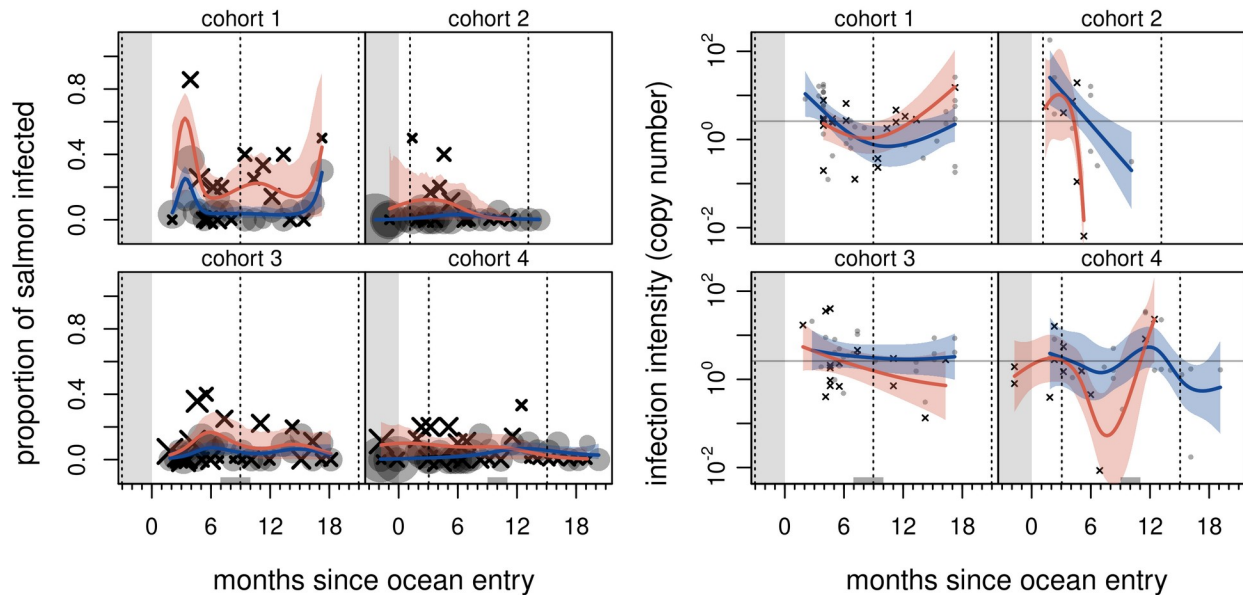 cohort 1 cohort 2
0.0 0.4 0.8
cohort 3 cohort 4
0.0 0.4 0.8
0 6 12 18 0 6 12 18
proportion of salmon infected
months since ocean entry
cohort 1 cohort 2
10⁻² 10⁰ 10²
cohort 3 cohort 4
10⁻² 10⁰ 10²
0 6 12 18 0 6 12 18
infection intensity (copy number)
months since ocean entry